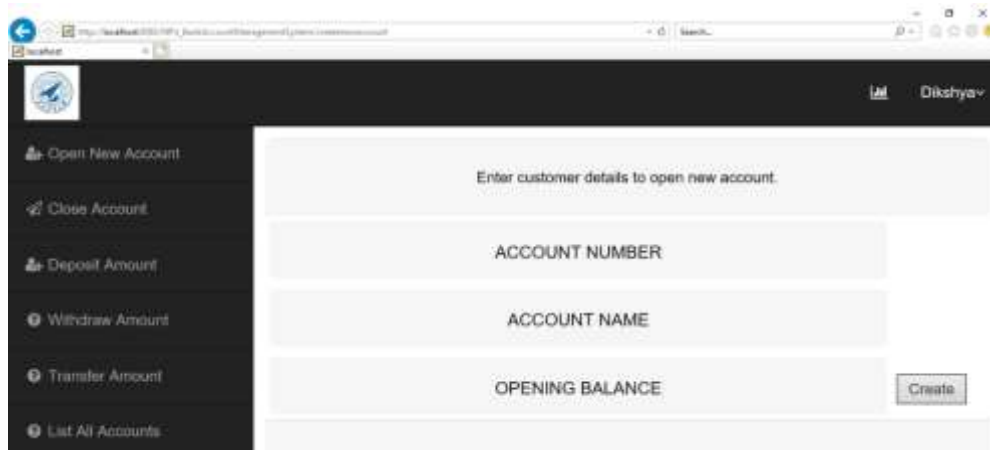 localhost
Search...
Dikshya
Open New Account
Close Account
Deposit Amount
Withdraw Amount
Transfer Amount
List All Accounts
Enter customer details to open new account.
ACCOUNT NUMBER
ACCOUNT NAME
OPENING BALANCE
Create